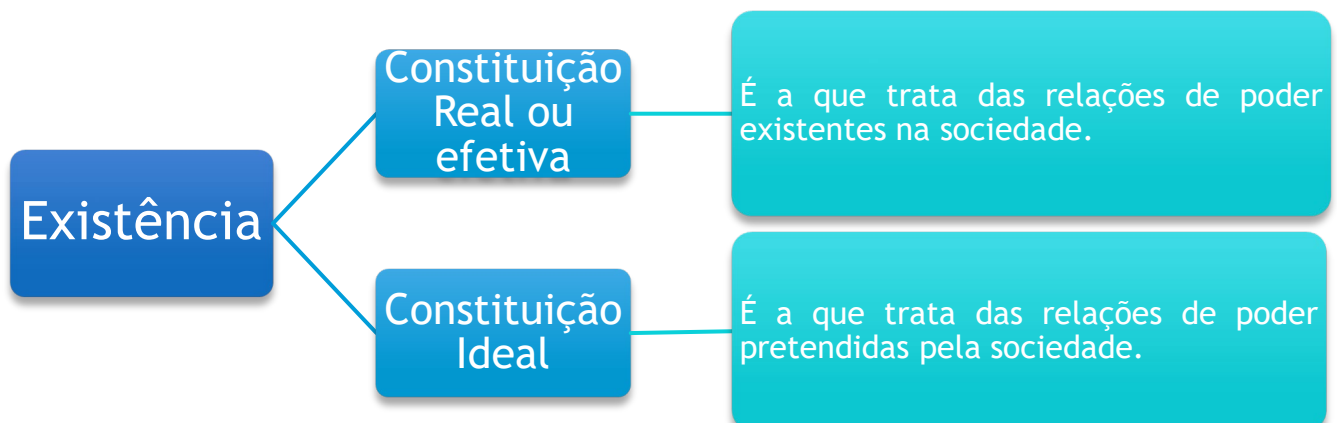 Existência
Constituição
Real ou
efetiva
É a que trata das relações de poder
existentes na sociedade.
Constituição
Ideal
É a que trata das relações de poder
pretendidas pela sociedade.